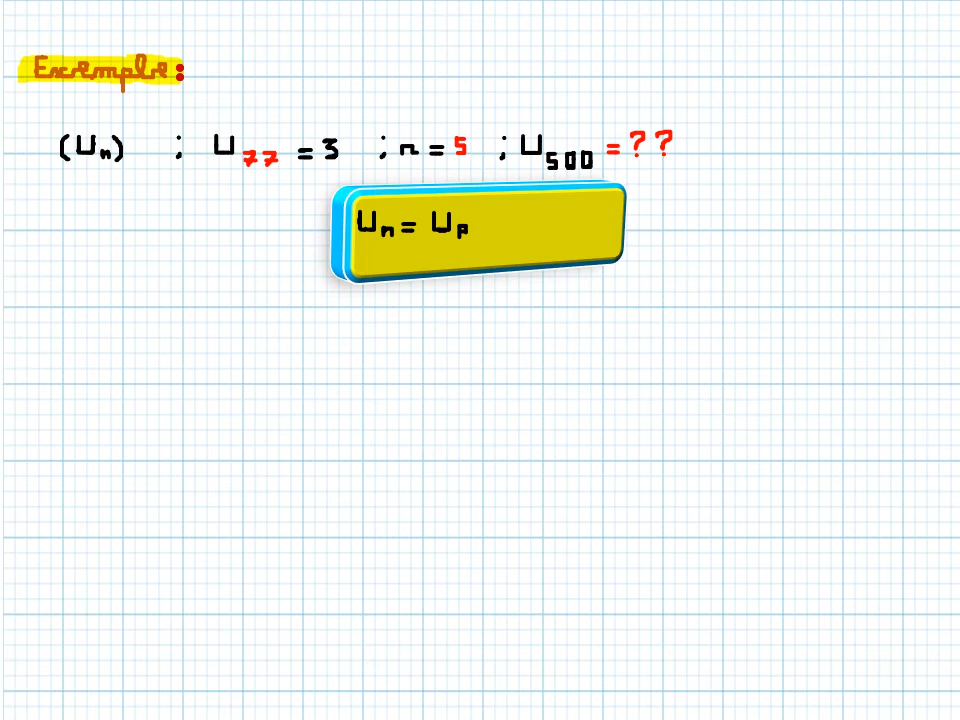 Exemple :
(Uₙ) ; U₇₇ = 3 ; r = 5 ; U₅₀₀ = ??
Uₙ = Uₚ